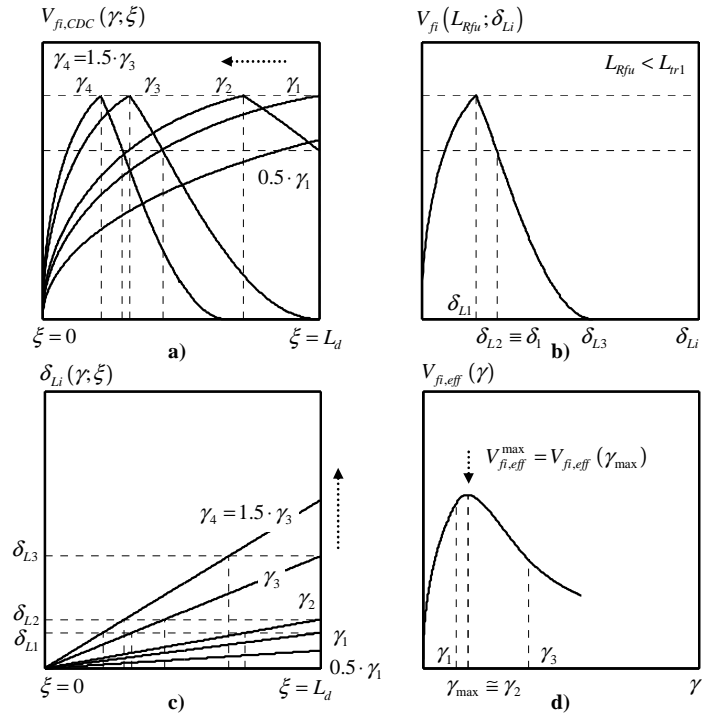 V_{fi,CDC}(γ;ξ)
γ₄=1.5·γ₃
γ₄ γ₃ γ₂ γ₁
0.5·γ₁
ξ=0 ξ=L_d
a)
V_{fi}(L_{Rfu};δ_{Li})
L_{Rfu} < L_{tr1}
δ_{L1}
δ_{L2} ≡ δ₁ δ_{L3} δ_{Li}
b)
δ_{Li}(γ;ξ)
γ₄=1.5·γ₃
δ_{L3}
γ₃
δ_{L2}
γ₂
δ_{L1}
γ₁
0.5·γ₁
ξ=0 ξ=L_d
c)
V_{fi,eff}(γ)
V_{fi,eff}^{max} = V_{fi,eff}(γ_{max})
γ₁ γ₃
γ_{max} ≅ γ₂ γ
d)